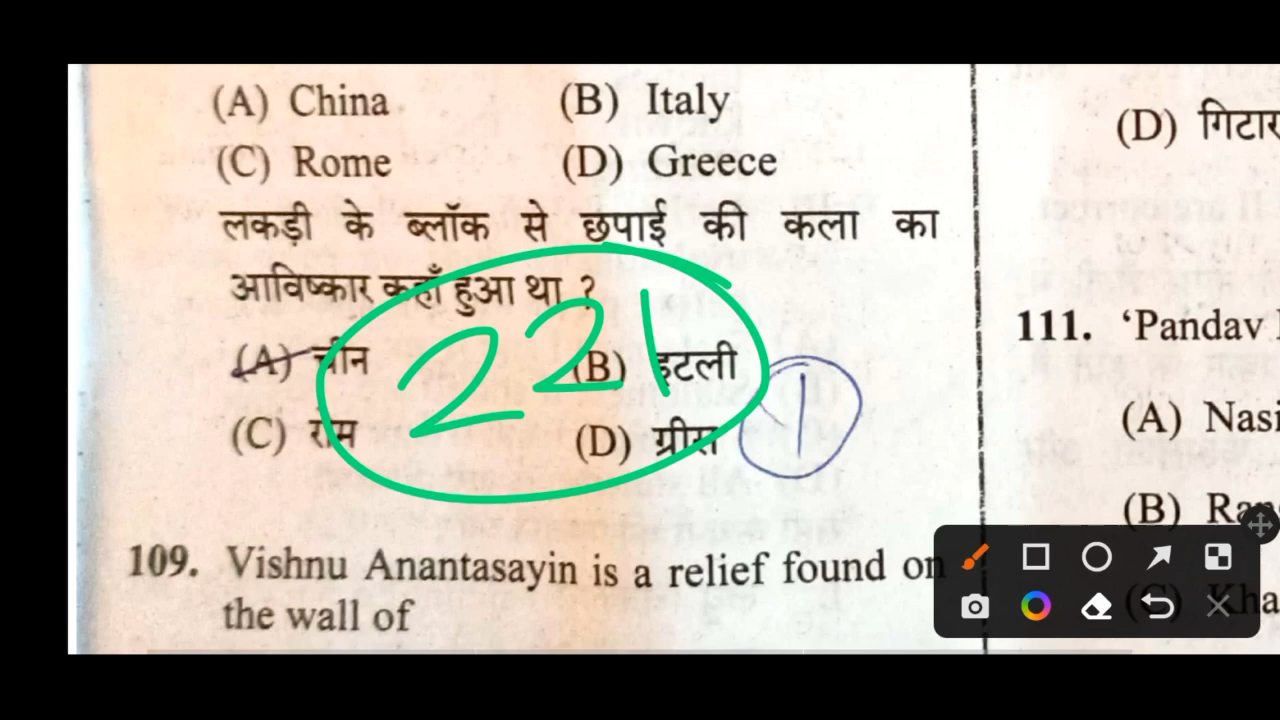 (A) China (B) Italy
(C) Rome (D) Greece
लकड़ी के ब्लॉक से छपाई की कला का
आविष्कार कहाँ हुआ था ?
(A) चीन (B) इटली
(C) रोम (D) ग्रीस
221
1
109. Vishnu Anantasayin is a relief found on
the wall of
(D) गिटार
111. 'Pandav
(A) Nasi
(B)
(C) Kha